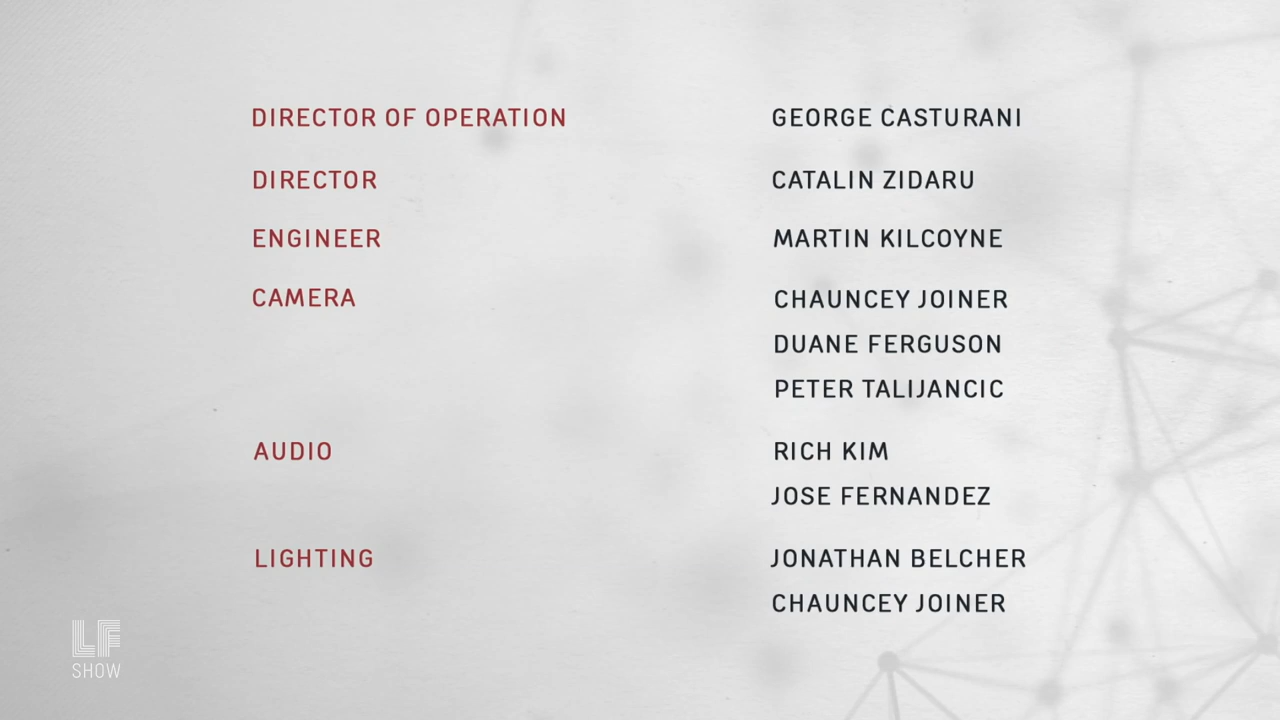 DIRECTOR OF OPERATION GEORGE CASTURANI
DIRECTOR CATALIN ZIDARU
ENGINEER MARTIN KILCOYNE
CAMERA CHAUNCEY JOINER
DUANE FERGUSON
PETER TALIJANCIC
AUDIO RICH KIM
JOSE FERNANDEZ
LIGHTING JONATHAN BELCHER
CHAUNCEY JOINER
LF
SHOW